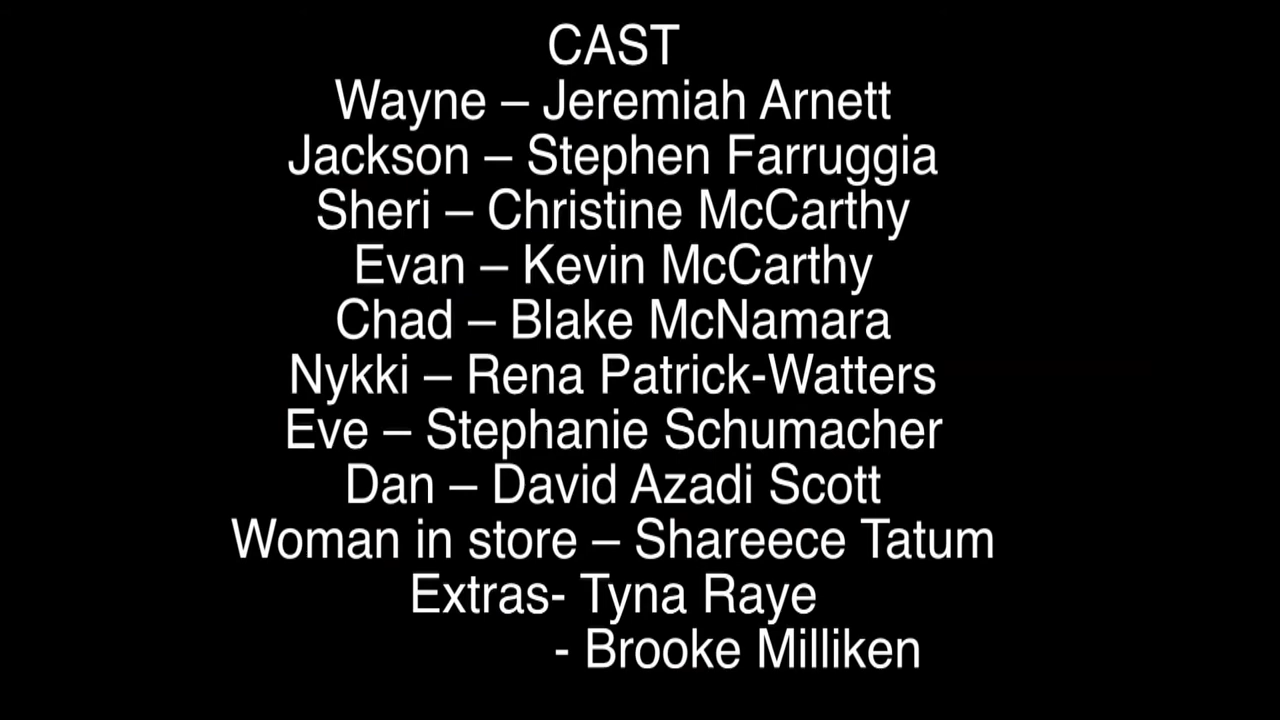 CAST
Wayne – Jeremiah Arnett
Jackson – Stephen Farruggia
Sheri – Christine McCarthy
Evan – Kevin McCarthy
Chad – Blake McNamara
Nykki – Rena Patrick-Watters
Eve – Stephanie Schumacher
Dan – David Azadi Scott
Woman in store – Shareece Tatum
Extras- Tyna Raye
- Brooke Milliken